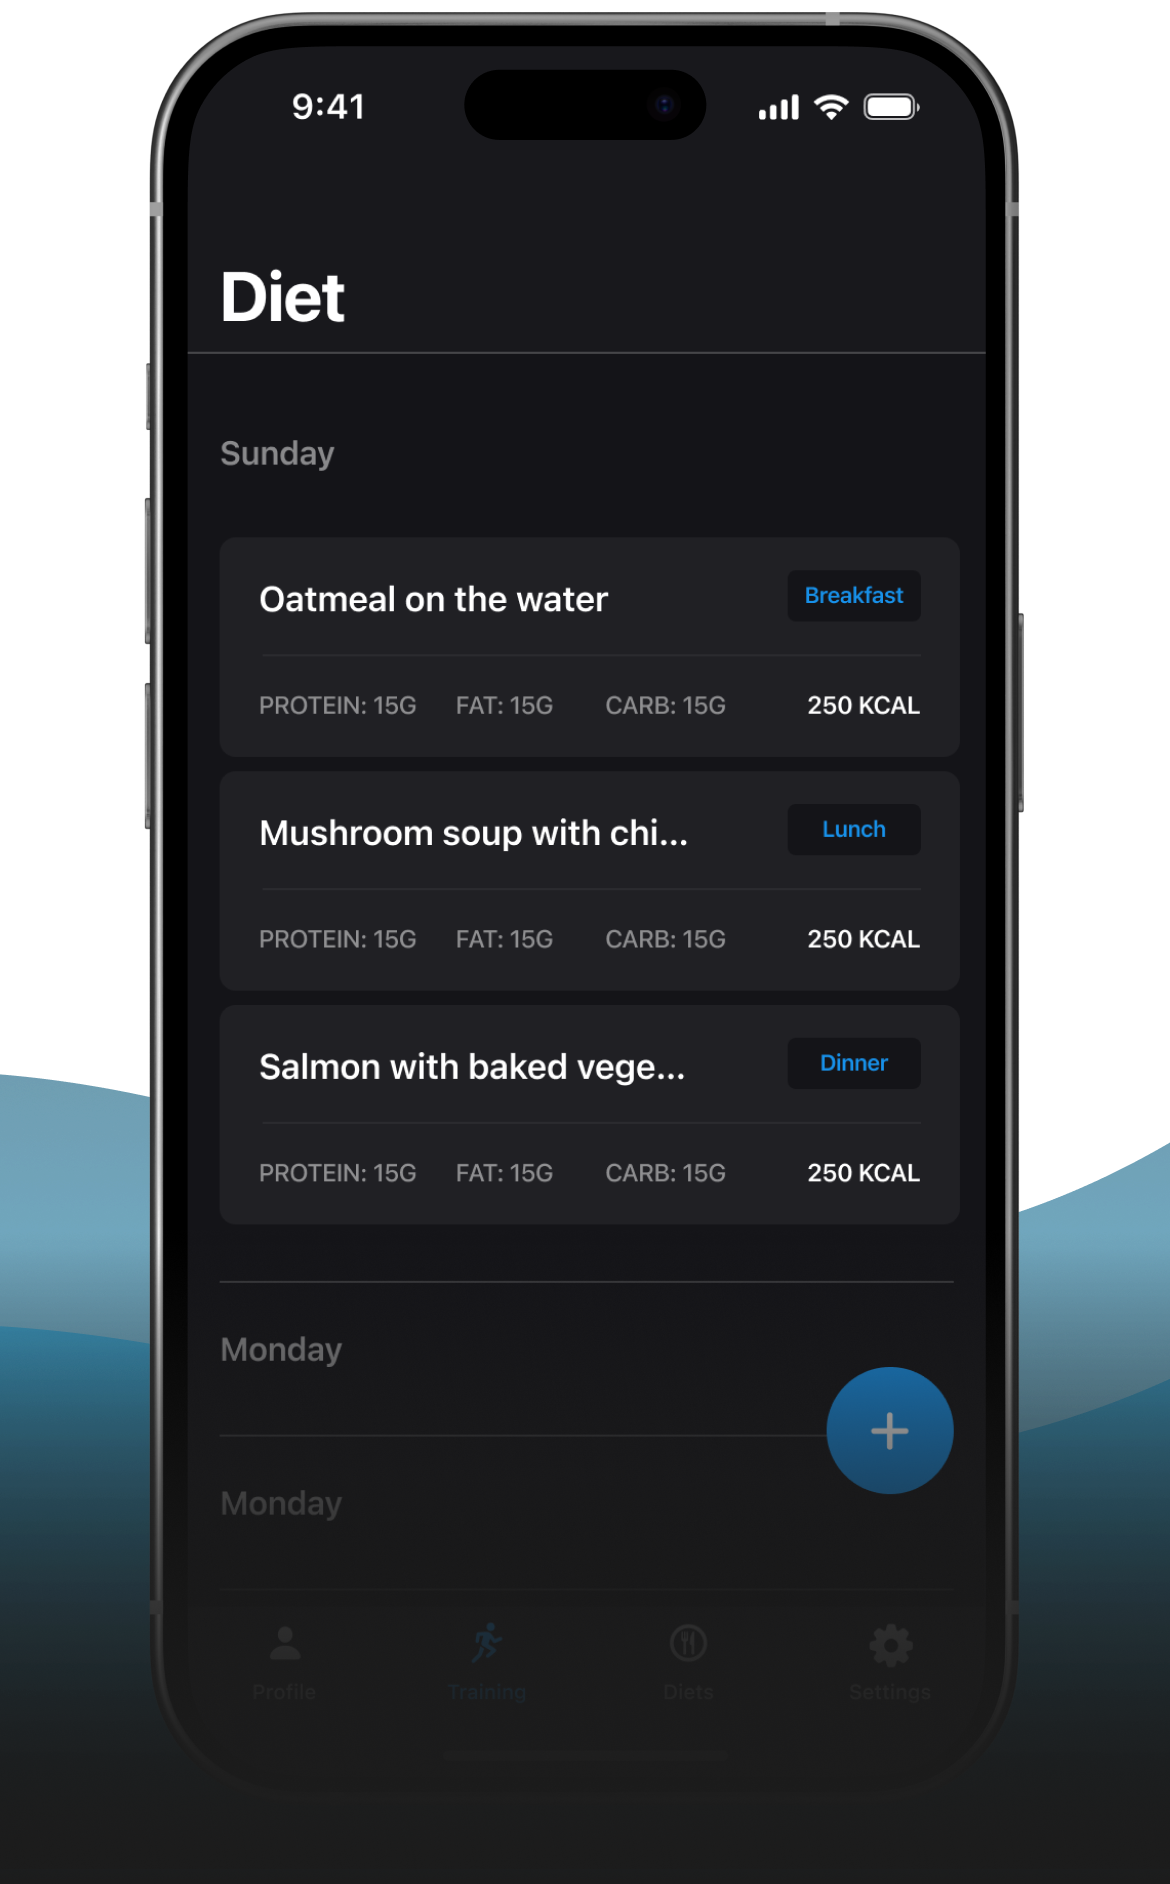 9:41
Diet
Sunday
Oatmeal on the water
Breakfast
PROTEIN: 15G FAT: 15G CARB: 15G 250 KCAL
Mushroom soup with chi...
Lunch
PROTEIN: 15G FAT: 15G CARB: 15G 250 KCAL
Salmon with baked vege...
Dinner
PROTEIN: 15G FAT: 15G CARB: 15G 250 KCAL
Monday
Monday
Profile Training Diets Settings